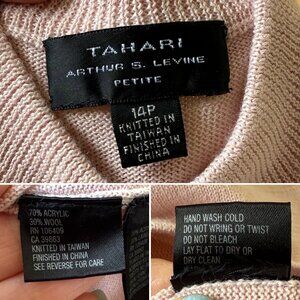 TAHARI
ARTHUR S. LEVINE
PETITE
14P
KNITTED IN
TAIWAN
FINISHED IN
CHINA
70% ACRYLIC
30% WOOL
RN 106409
CA 39863
KNITTED IN TAIWAN
FINISHED IN CHINA
SEE REVERSE FOR CARE
HAND WASH COLD
DO NOT WRING OR TWIST
DO NOT BLEACH
LAY FLAT TO DRY OR
DRY CLEAN